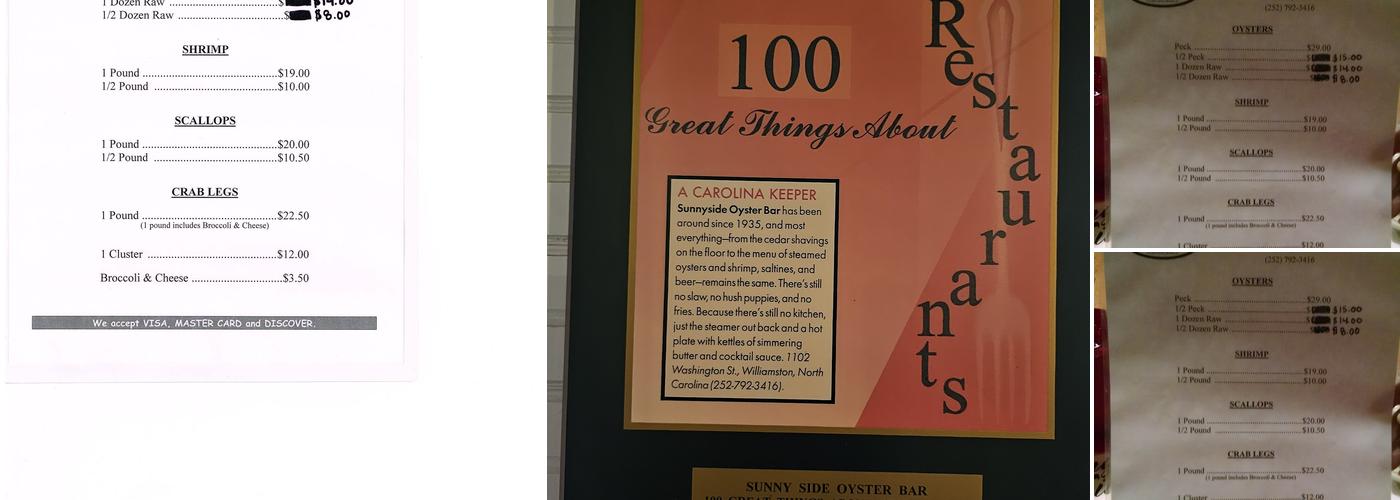 1 Dozen Raw $14.00
1/2 Dozen Raw $8.00
SHRIMP
1 Pound $19.00
1/2 Pound $10.00
SCALLOPS
1 Pound $20.00
1/2 Pound $10.50
CRAB LEGS
1 Pound $22.50
(1 pound includes Broccoli & Cheese)
1 Cluster $12.00
Broccoli & Cheese $3.50
We accept VISA, MASTER CARD and DISCOVER.
100
Great Things About
Restaurants
A CAROLINA KEEPER
Sunnyside Oyster Bar has been
around since 1935, and most
everything—from the cedar shavings
on the floor to the menu of steamed
oysters and shrimp, saltines, and
beer—remains the same. There's still
no slaw, no hush puppies, and no
fries. Because there's still no kitchen,
just the steamer out back and a hot
plate with kettles of simmering
butter and cocktail sauce. 1102
Washington St., Williamston, North
Carolina (252-792-3416).
SUNNY SIDE OYSTER BAR
(252) 792-3416
OYSTERS
Peck $29.00
1/2 Peck $15.00
1 Dozen Raw $14.00
1/2 Dozen Raw $8.00
SHRIMP
1 Pound $19.00
1/2 Pound $10.00
SCALLOPS
1 Pound $20.00
1/2 Pound $10.50
CRAB LEGS
1 Pound $22.50
(1 pound includes Broccoli & Cheese)
1 Cluster $12.00
(252) 792-3416
OYSTERS
Peck $29.00
1/2 Peck $15.00
1 Dozen Raw $14.00
1/2 Dozen Raw $8.00
SHRIMP
1 Pound $19.00
1/2 Pound $10.00
SCALLOPS
1 Pound $20.00
1/2 Pound $10.50
CRAB LEGS
1 Pound $22.50
(1 pound includes Broccoli & Cheese)
1 Cluster $12.00